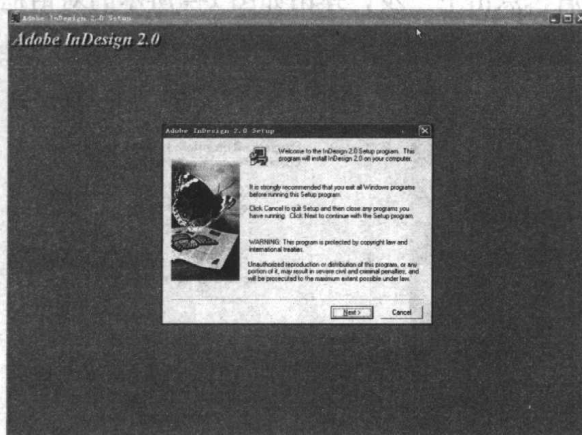 Adobe InDesign 2.0 Setup
Adobe InDesign 2.0
Adobe InDesign 2.0 Setup
Welcome to the InDesign 2.0 Setup program. This
program will install InDesign 2.0 on your computer.
It is strongly recommended that you exit all Windows programs
before running this Setup program.
Click Cancel to quit Setup and then close any programs you
have running. Click Next to continue with the Setup program.
WARNING: This program is protected by copyright law and
international treaties.
Unauthorized reproduction or distribution of this program, or any
portion of it, may result in severe civil and criminal penalties, and
will be prosecuted to the maximum extent possible under law.
Next >
Cancel